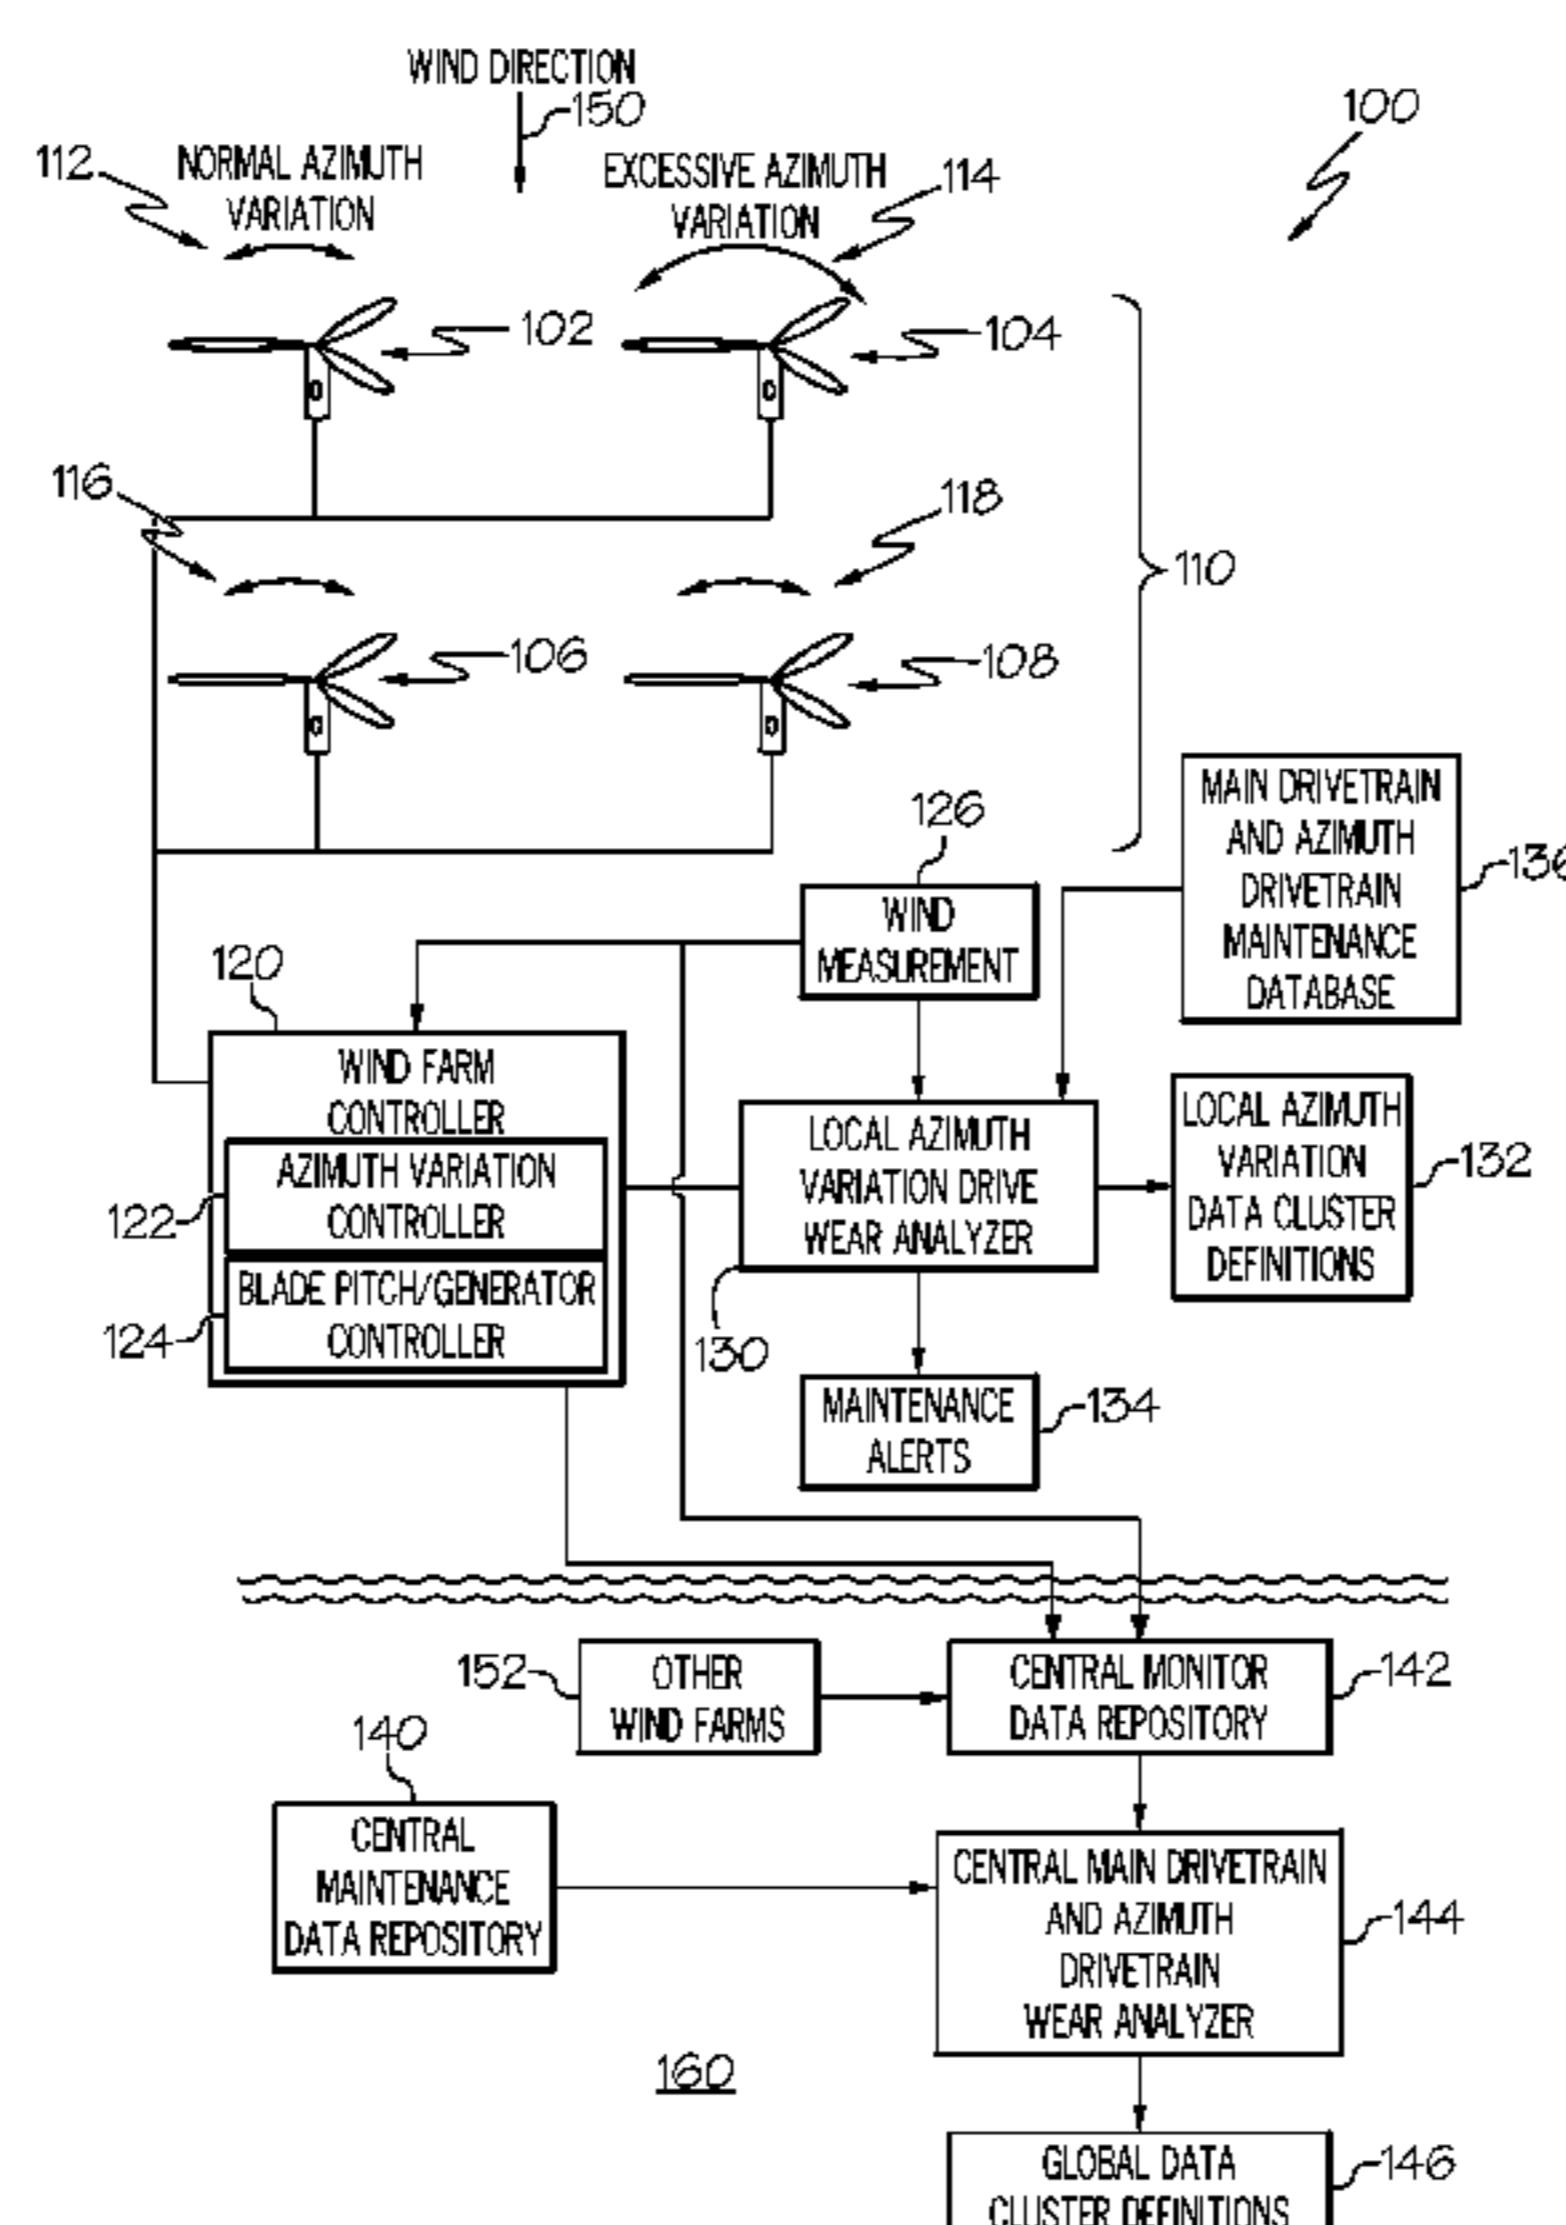 WIND DIRECTION
150
100
112
NORMAL AZIMUTH
VARIATION
EXCESSIVE AZIMUTH
VARIATION
114
102
104
116
118
110
106
108
126
WIND
MEASUREMENT
MAIN DRIVETRAIN
AND AZIMUTH
DRIVETRAIN
MAINTENANCE
DATABASE
136
120
WIND FARM
CONTROLLER
AZIMUTH VARIATION
CONTROLLER
122
BLADE PITCH/GENERATOR
CONTROLLER
124
LOCAL AZIMUTH
VARIATION DRIVE
WEAR ANALYZER
130
LOCAL AZIMUTH
VARIATION
DATA CLUSTER
DEFINITIONS
132
MAINTENANCE
ALERTS
134
152
OTHER
WIND FARMS
CENTRAL MONITOR
DATA REPOSITORY
142
140
CENTRAL
MAINTENANCE
DATA REPOSITORY
CENTRAL MAIN DRIVETRAIN
AND AZIMUTH
DRIVETRAIN
WEAR ANALYZER
144
160
GLOBAL DATA
CLUSTER DEFINITIONS
146